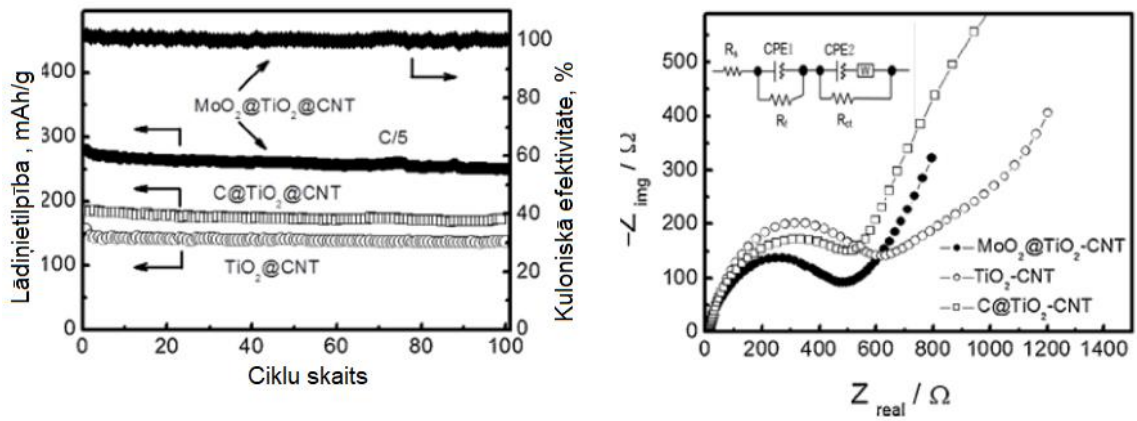 Lādiņietilpība, mAh/g
400
300
200
100
0
MoO2@TiO2@CNT
C/5
C@TiO2@CNT
TiO2@CNT
0 20 40 60 80 100
Ciklu skaits
100
80
60
40
20
0
Kuloniskā efektivitāte, %
−Zimg / Ω
500
400
300
200
100
0
Rs CPE1 CPE2 W
Rf Rct
MoO2@TiO2-CNT
TiO2-CNT
C@TiO2-CNT
0 200 400 600 800 1000 1200 1400
Z real / Ω